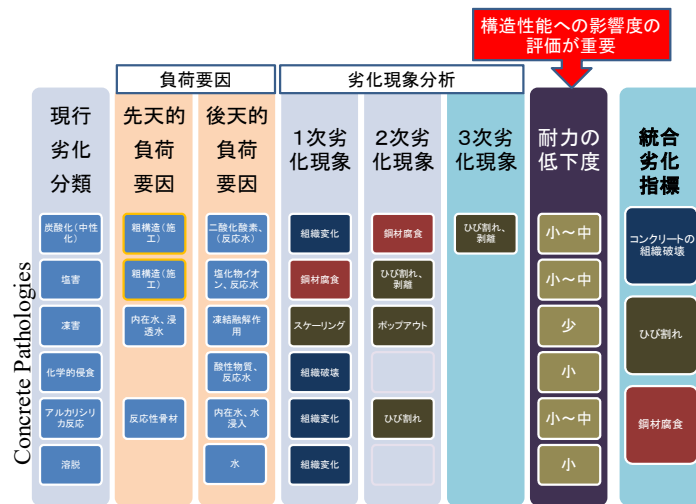 構造性能への影響度の
評価が重要
負荷要因
劣化現象分析
現行
劣化
分類
先天的
負荷
要因
後天的
負荷
要因
1次劣
化現象
2次劣
化現象
3次劣
化現象
耐力の
低下度
統合
劣化
指標
炭酸化(中性
化)
粗構造(施
工)
二酸化酸素、
(反応水)
組織変化
鋼材腐食
ひび割れ、
剥離
小～中
塩害
粗構造(施
工)
塩化物イオ
ン、反応水
鋼材腐食
ひび割れ、
剥離
小～中
凍害
内在水、浸
透水
凍結融解作
用
スケーリング
ポップアウト
少
化学的侵食
酸性物質、
反応水
組織破壊
小
アルカリシリ
カ反応
反応性骨材
内在水、水
浸入
組織変化
ひび割れ
小～中
溶脱
水
組織変化
小
コンクリートの
組織破壊
ひび割れ
鋼材腐食
Concrete Pathologies